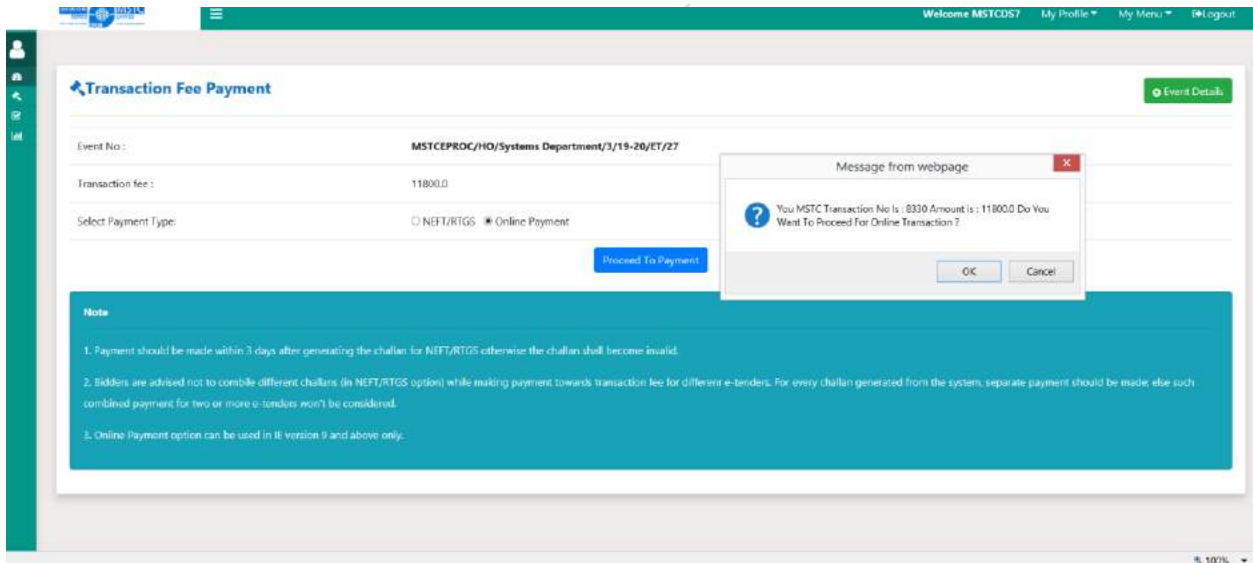 MSTC
Welcome MSTCDS7 My Profile My Menu Logout
Transaction Fee Payment
Event Details
Event No :
MSTCEPROC/HO/Systems Department/3/19-20/ET/27
Transaction fee :
11800.0
Select Payment Type:
NEFT/RTGS Online Payment
Proceed To Payment
Message from webpage
You MSTC Transaction No Is : 8330 Amount is : 11800.0 Do You
Want To Proceed For Online Transaction ?
OK Cancel
Note
1. Payment should be made within 3 days after generating the challan for NEFT/RTGS otherwise the challan shall become invalid.
2. Bidders are advised not to combile different challans (in NEFT/RTGS option) while making payment towards transaction fee for different e-tenders. For every challan generated from the system, separate payment should be made; else such
combined payment for two or more e-tenders won't be considered.
3. Online Payment option can be used in IE version 9 and above only.
100%